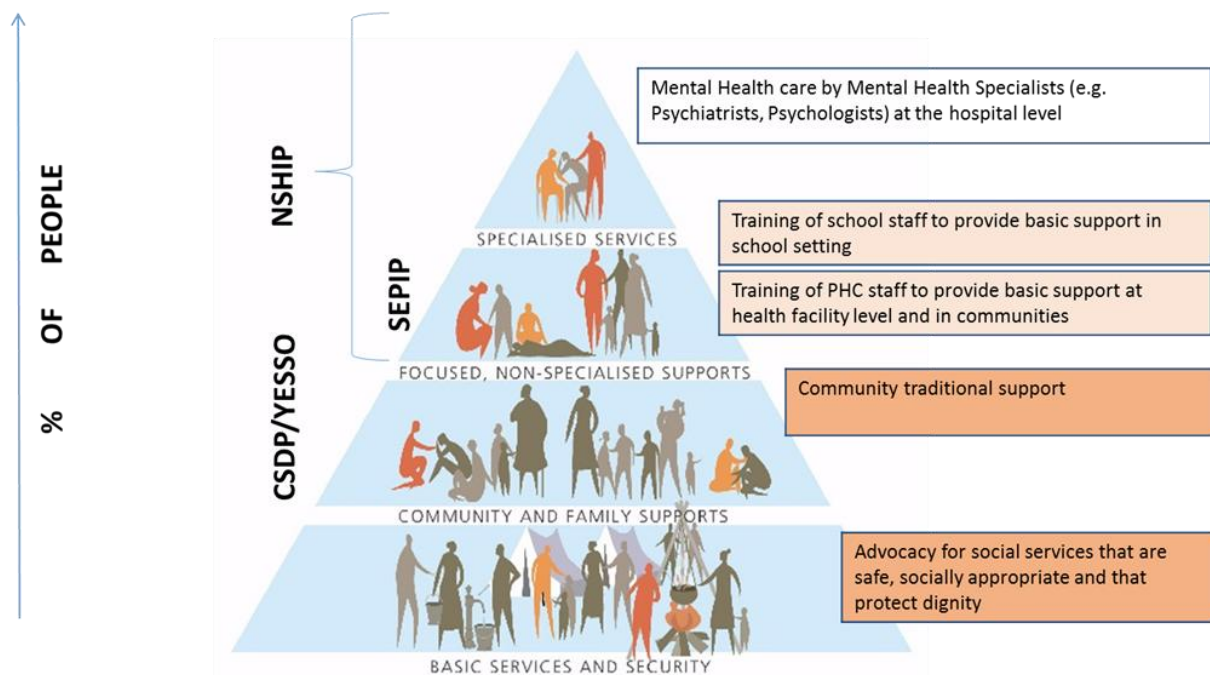 % OF PEOPLE
NSHIP
SEPIP
CSDP/YESSO
Mental Health care by Mental Health Specialists (e.g.
Psychiatrists, Psychologists) at the hospital level
SPECIALISED SERVICES
Training of school staff to provide basic support in
school setting
Training of PHC staff to provide basic support at
health facility level and in communities
FOCUSED, NON-SPECIALISED SUPPORTS
Community traditional support
COMMUNITY AND FAMILY SUPPORTS
Advocacy for social services that are
safe, socially appropriate and that
protect dignity
BASIC SERVICES AND SECURITY